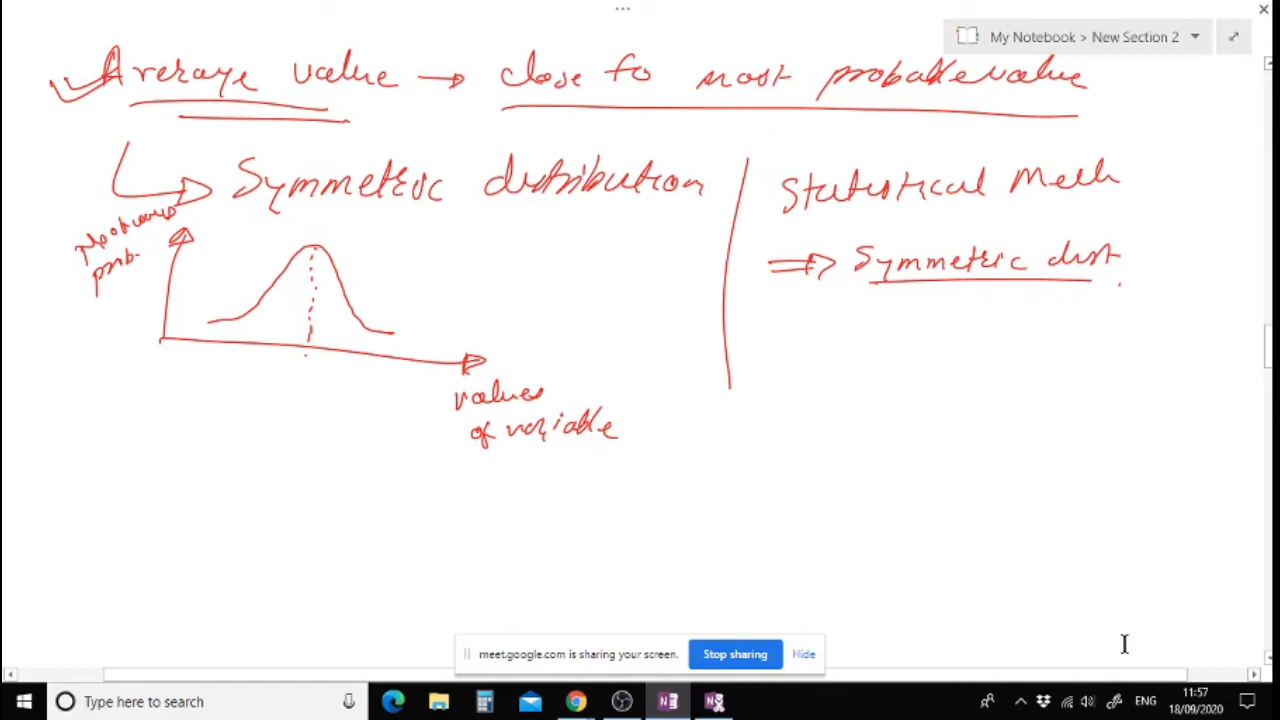 ...
My Notebook > New Section 2
Average value → close to most probable value
Symmetric distribution
Statistical Mech
⇒ Symmetric dist.
prob.
values
of variable
meet.google.com is sharing your screen. Stop sharing Hide
Type here to search
ENG
11:57
18/09/2020